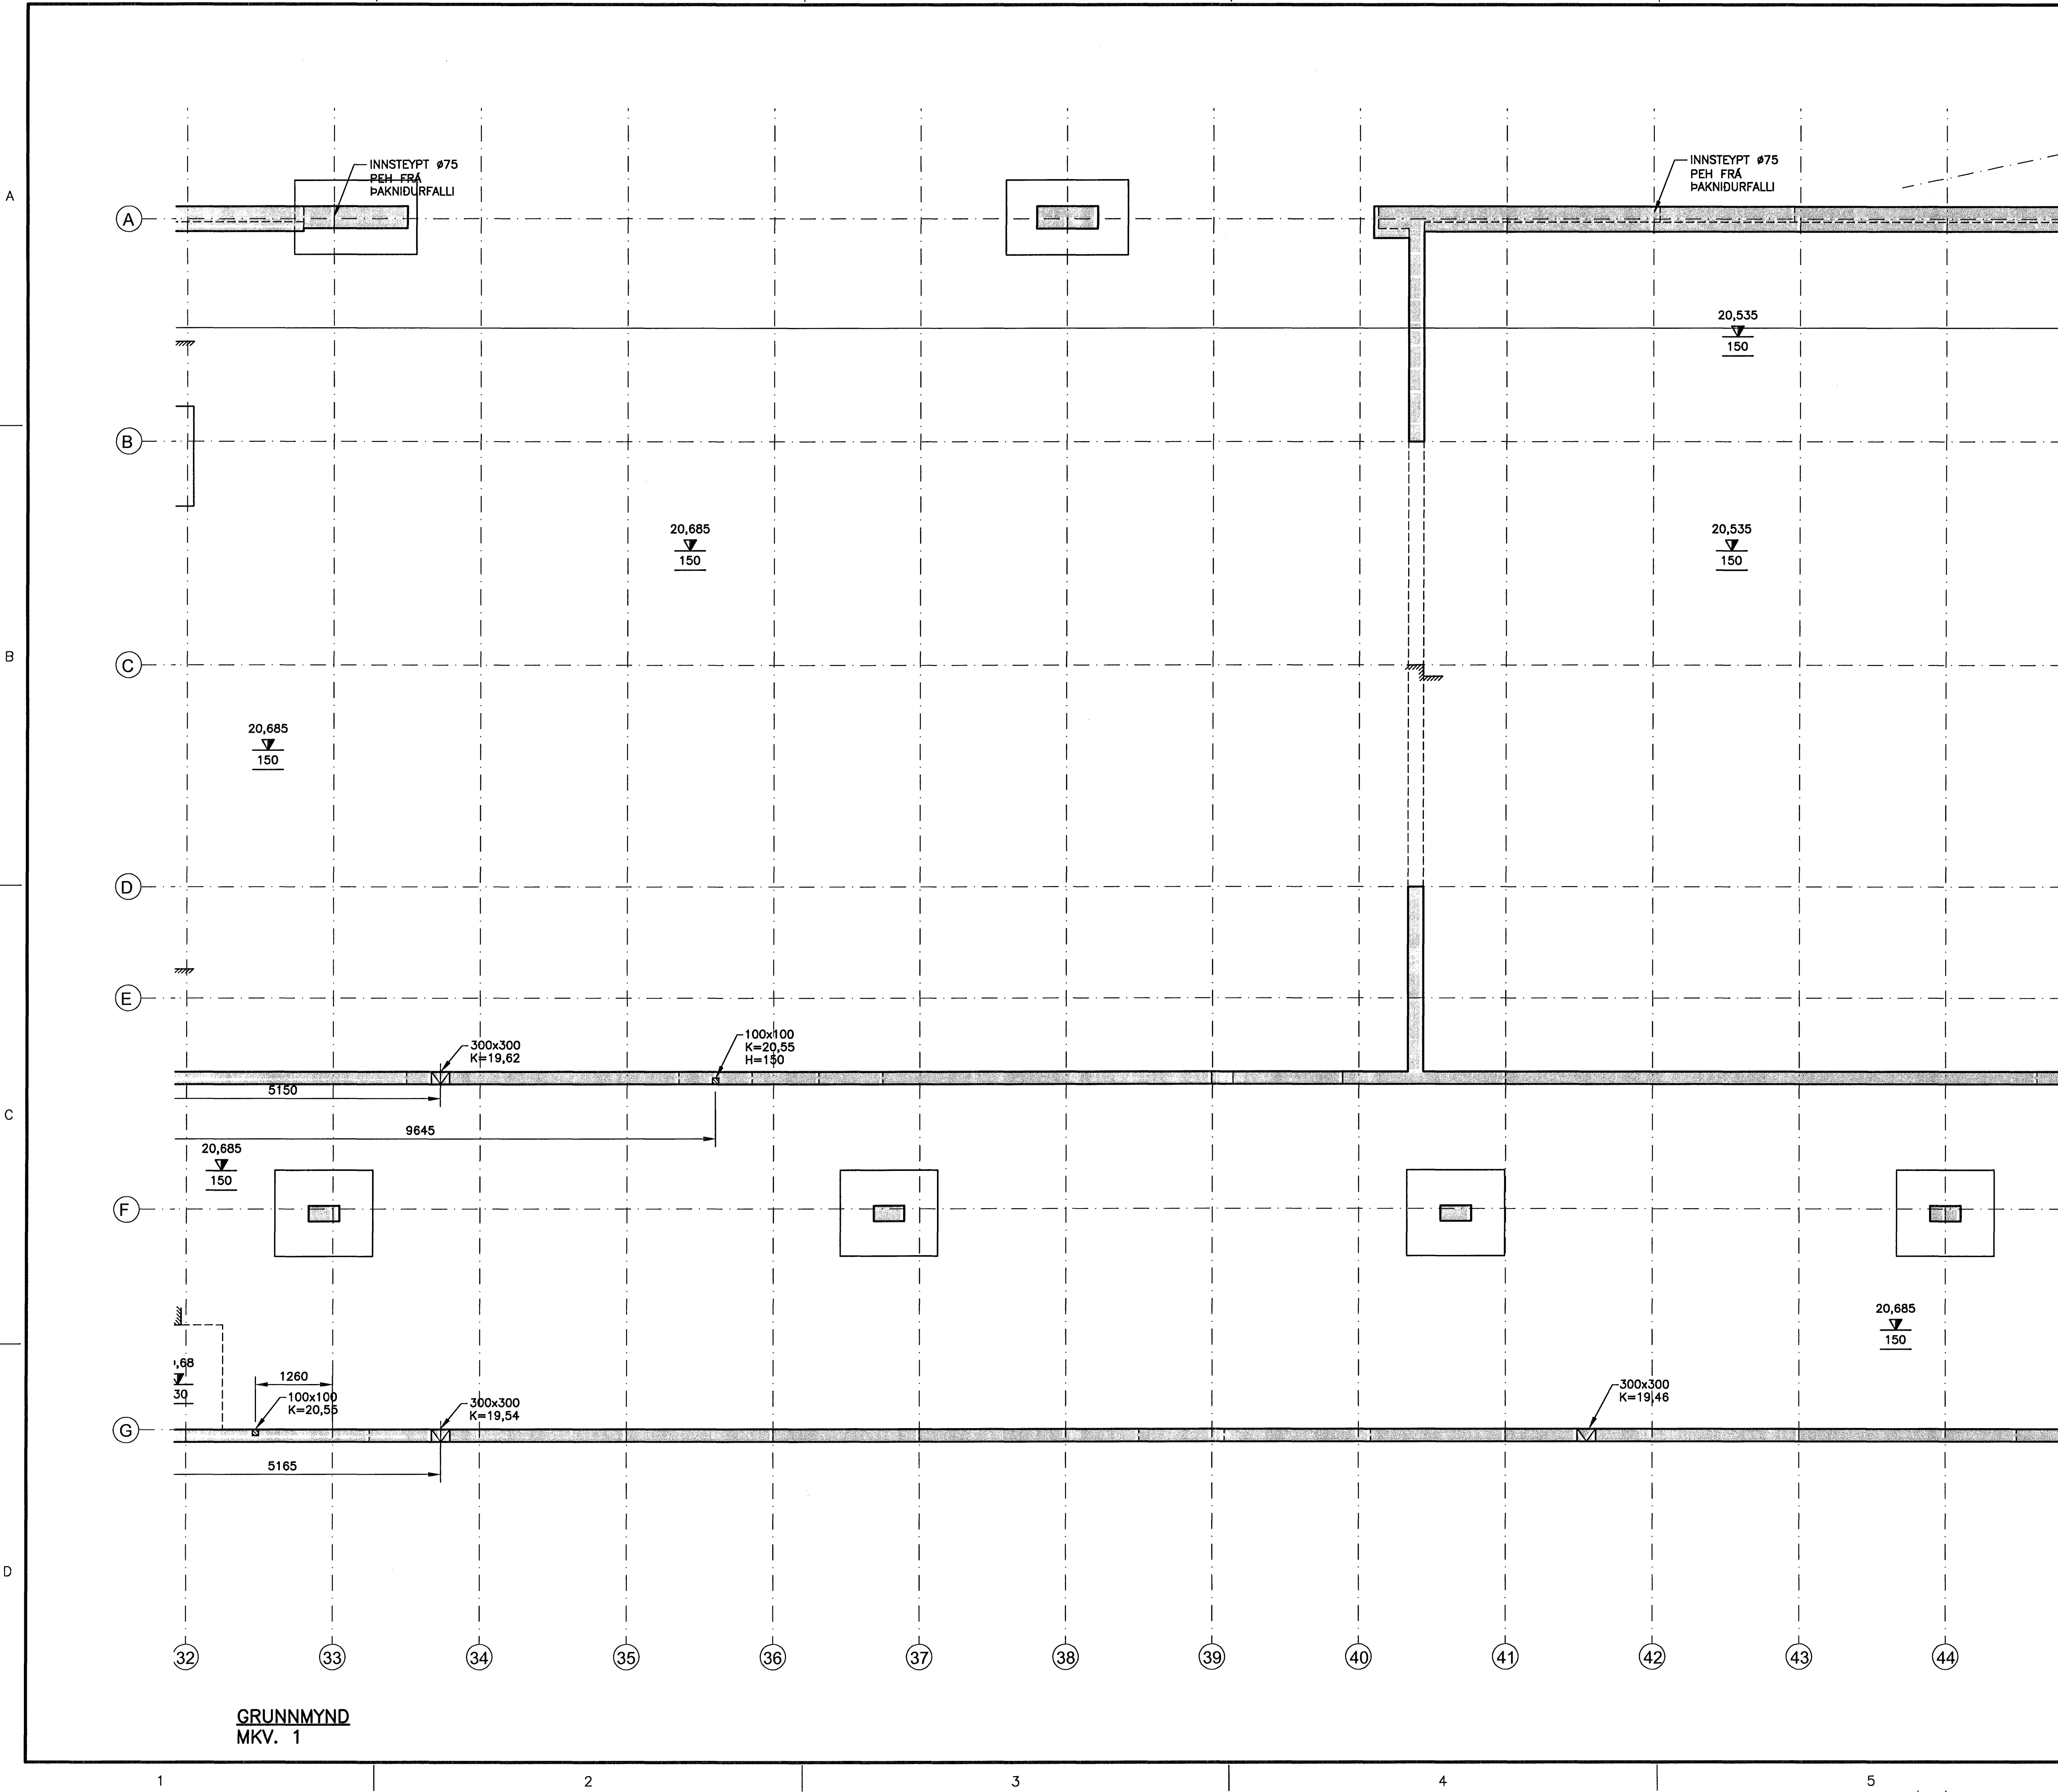 INNSTEYPT ø75
PEH FRÁ
ÞAKNIÐURFALLI
INNSTEYPT ø75
PEH FRÁ
ÞAKNIÐURFALLI
A
A
20,535
150
B
20,685
150
20,535
150
B
C
20,685
150
D
E
100x100
K=20,55
H=150
300x300
K=19,62
5150
C
9645
20,685
150
F
20,685
150
,68
30
1260
100x100
K=20,55
300x300
K=19,54
300x300
K=19,46
G
5165
D
32 33 34 35 36 37 38 39 40 41 42 43 44
GRUNNMYND
MKV. 1
1 2 3 4 5